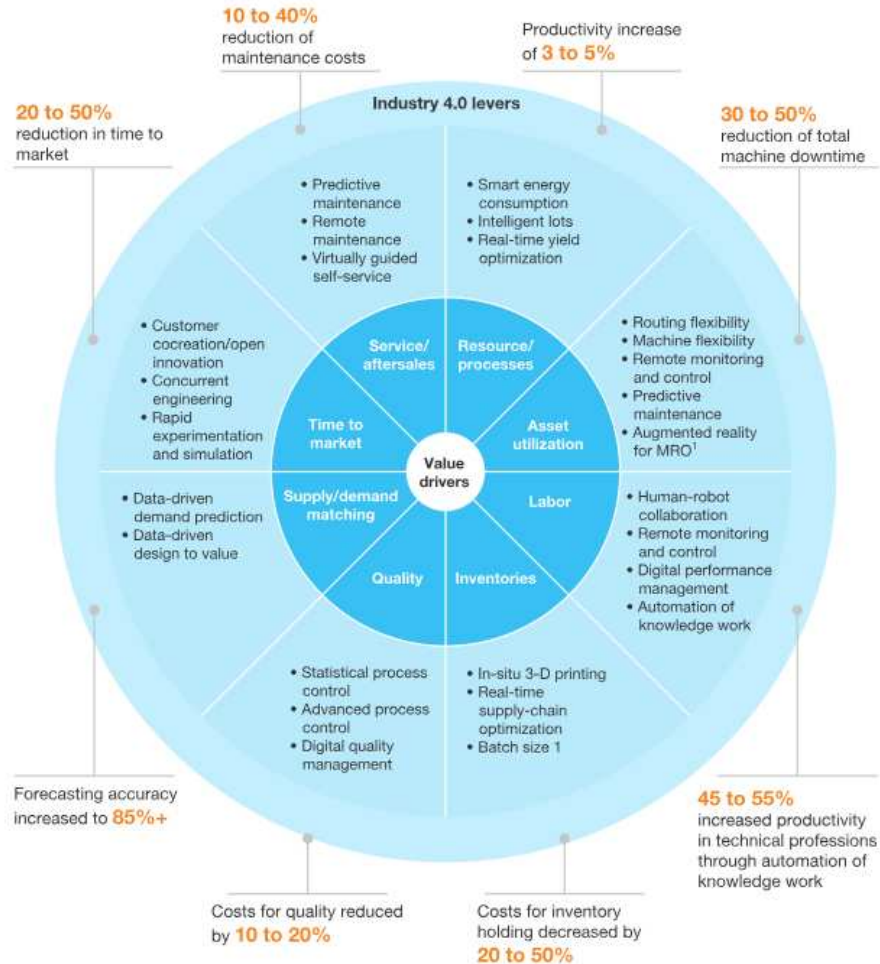 10 to 40%
reduction of
maintenance costs
Productivity increase
of 3 to 5%
20 to 50%
reduction in time to
market
Industry 4.0 levers
30 to 50%
reduction of total
machine downtime
• Predictive
maintenance
• Remote
maintenance
• Virtually guided
self-service
• Smart energy
consumption
• Intelligent lots
• Real-time yield
optimization
• Customer
cocreation/open
innovation
• Concurrent
engineering
• Rapid
experimentation
and simulation
Service/
aftersales
Resource/
processes
• Routing flexibility
• Machine flexibility
• Remote monitoring
and control
• Predictive
maintenance
• Augmented reality
for MRO¹
Time to
market
Asset
utilization
Value
drivers
• Data-driven
demand prediction
• Data-driven
design to value
Supply/demand
matching
Labor
• Human-robot
collaboration
• Remote monitoring
and control
• Digital performance
management
• Automation of
knowledge work
Quality
Inventories
• Statistical process
control
• Advanced process
control
• Digital quality
management
• In-situ 3-D printing
• Real-time
supply-chain
optimization
• Batch size 1
Forecasting accuracy
increased to 85%+
45 to 55%
increased productivity
in technical professions
through automation of
knowledge work
Costs for quality reduced
by 10 to 20%
Costs for inventory
holding decreased by
20 to 50%